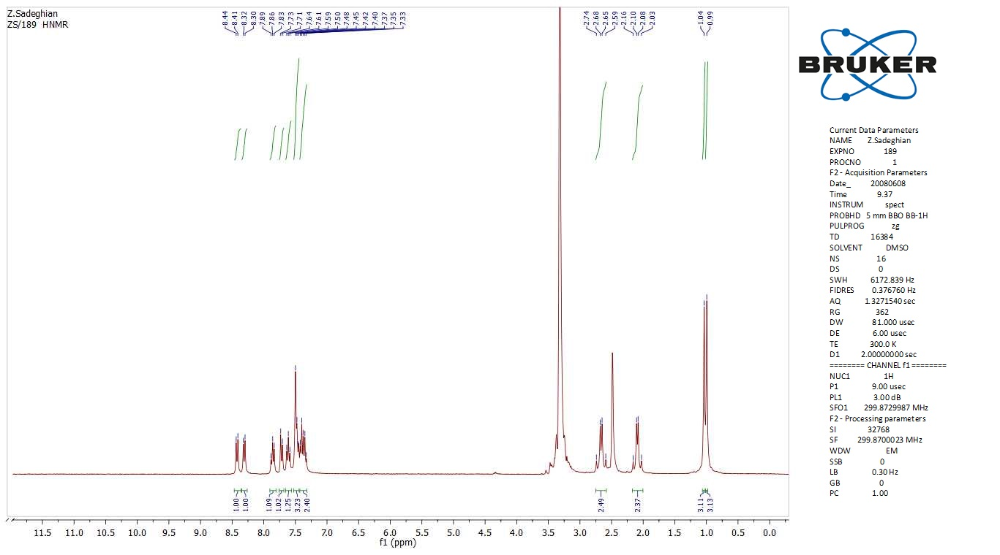 Z.Sadeghian
ZS/189 HNMR
8.44
8.41
8.32
8.30
7.89
7.86
7.83
7.73
7.71
7.64
7.61
7.59
7.50
7.48
7.45
7.42
7.40
7.37
7.35
7.33
2.74
2.68
2.65
2.59
2.16
2.10
2.08
2.03
1.04
0.99
BRUKER
Current Data Parameters
NAME Z.Sadeghian
EXPNO 189
PROCNO 1
F2 - Acquisition Parameters
Date_ 20080608
Time 9.37
INSTRUM spect
PROBHD 5 mm BBO BB-1H
PULPROG zg
TD 16384
SOLVENT DMSO
NS 16
DS 0
SWH 6172.839 Hz
FIDRES 0.376760 Hz
AQ 1.3271540 sec
RG 362
DW 81.000 usec
DE 6.00 usec
TE 300.0 K
D1 2.00000000 sec
======== CHANNEL f1 ========
NUC1 1H
P1 9.00 usec
PL1 3.00 dB
SFO1 299.8729987 MHz
F2 - Processing parameters
SI 32768
SF 299.8700023 MHz
WDW EM
SSB 0
LB 0.30 Hz
GB 0
PC 1.00
1.00
1.00
1.09
1.02
1.25
3.23
2.40
2.49
2.37
3.11
3.13
11.5 11.0 10.5 10.0 9.5 9.0 8.5 8.0 7.5 7.0 6.5 6.0 5.5 5.0 4.5 4.0 3.5 3.0 2.5 2.0 1.5 1.0 0.5 0.0
f1 (ppm)